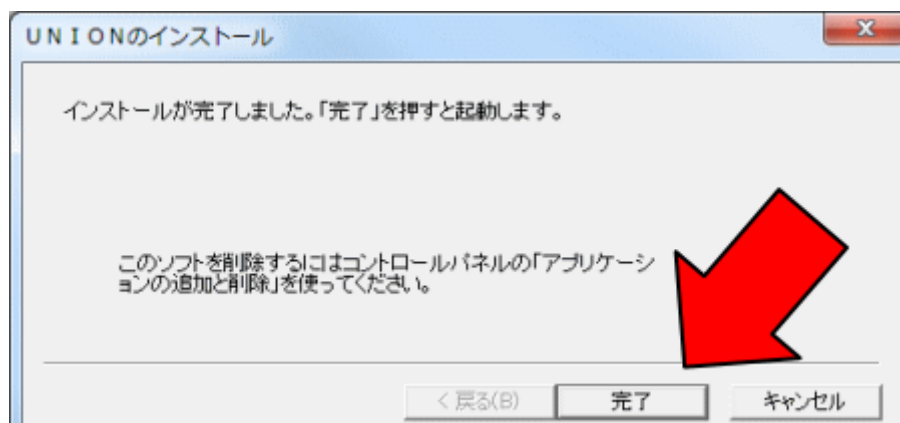 UNIONのインストール
インストールが完了しました。「完了」を押すと起動します。
このソフトを削除するにはコントロールパネルの「アプリケーシ
ョンの追加と削除」を使ってください。
< 戻る(B) 完了 キャンセル